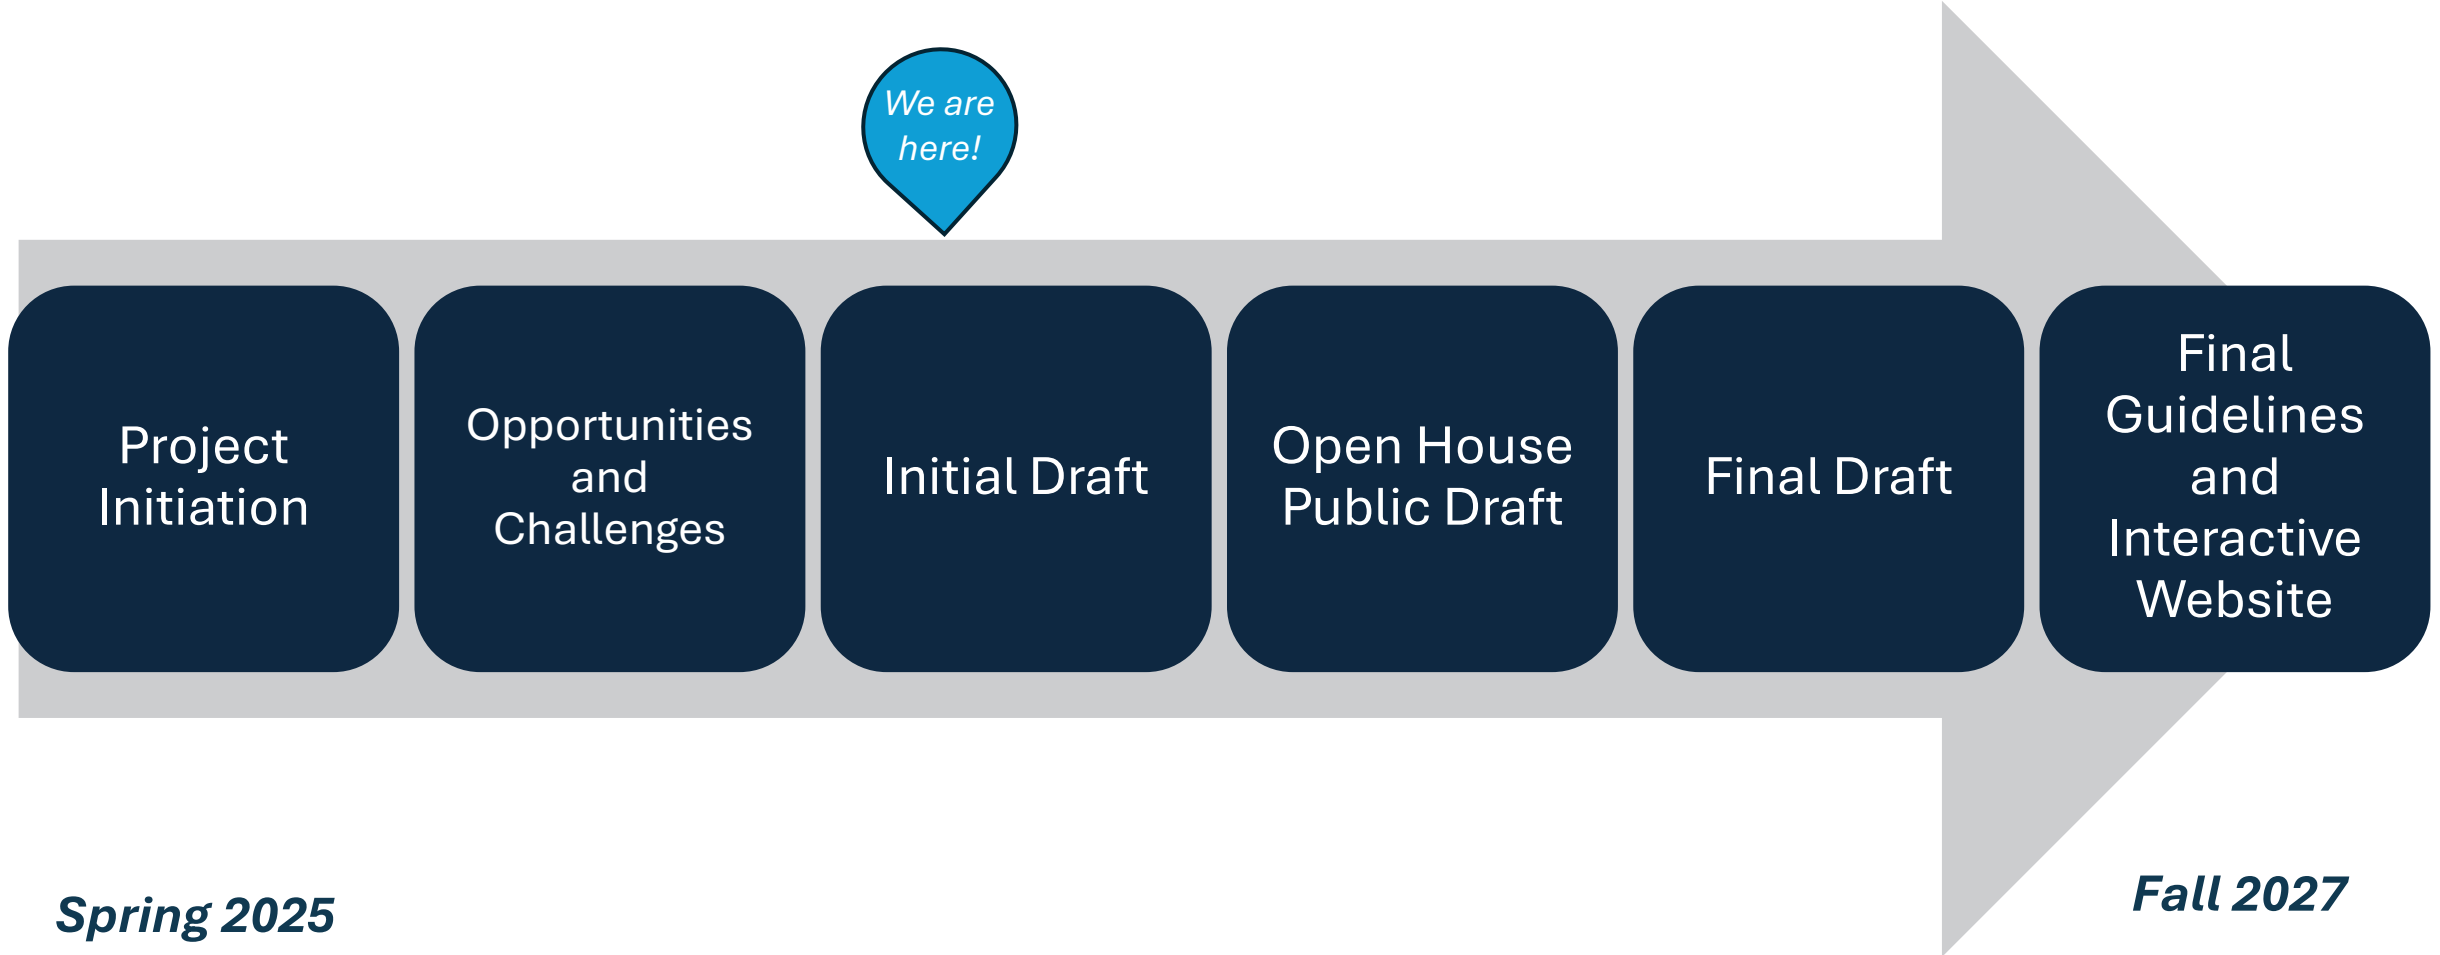 We are
here!
Project
Initiation
Opportunities
and
Challenges
Initial Draft
Open House
Public Draft
Final Draft
Final
Guidelines
and
Interactive
Website
Spring 2025
Fall 2027